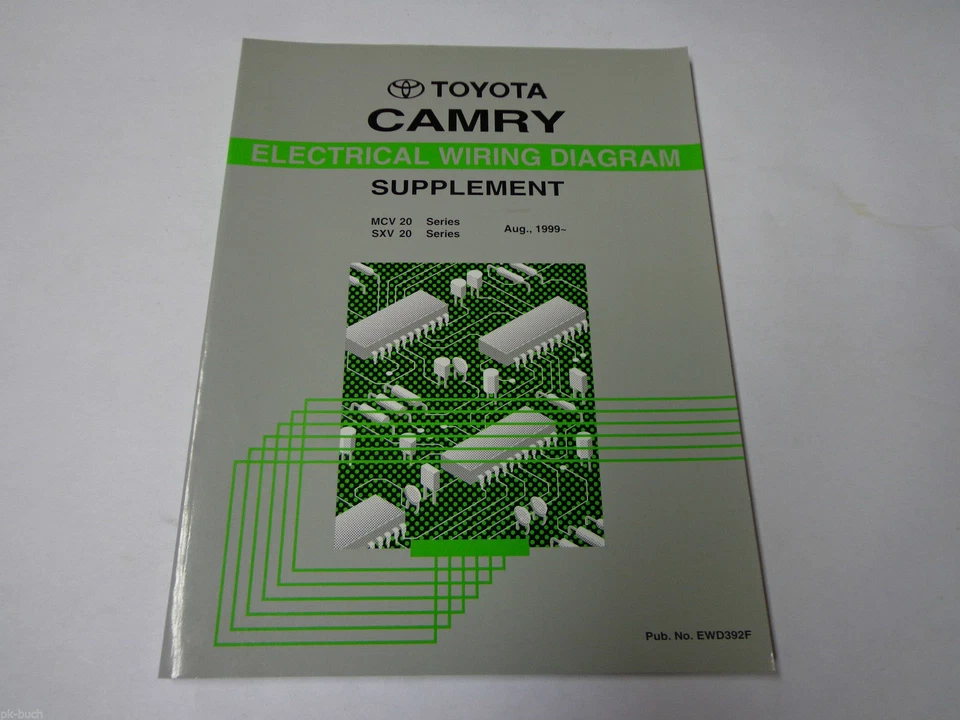 TOYOTA
CAMRY
ELECTRICAL WIRING DIAGRAM
SUPPLEMENT
MCV 20 Series
SXV 20 Series
Aug., 1999~
Pub. No. EWD392F
pk-buch